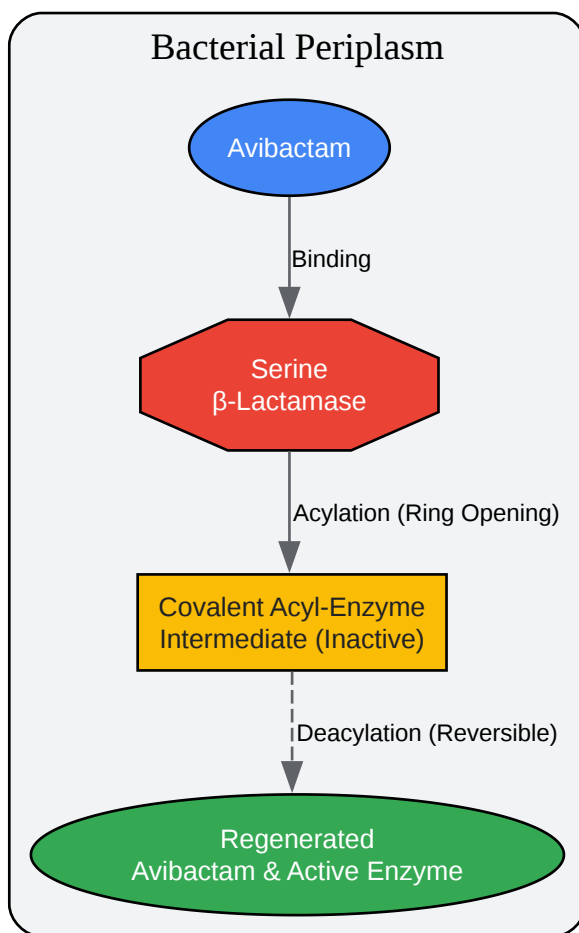 Bacterial Periplasm
Avibactam
Binding
Serine
β-Lactamase
Acylation (Ring Opening)
Covalent Acyl-Enzyme
Intermediate (Inactive)
Deacylation (Reversible)
Regenerated
Avibactam & Active Enzyme